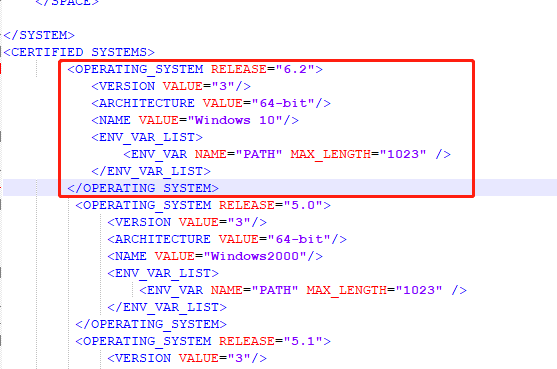 </SPACE>
</SYSTEM>
<CERTIFIED SYSTEMS>
<OPERATING_SYSTEM RELEASE="6.2">
<VERSION VALUE="3"/>
<ARCHITECTURE VALUE="64-bit"/>
<NAME VALUE="Windows 10"/>
<ENV_VAR_LIST>
<ENV_VAR NAME="PATH" MAX_LENGTH="1023" />
</ENV_VAR_LIST>
</OPERATING_SYSTEM>
<OPERATING_SYSTEM RELEASE="5.0">
<VERSION VALUE="3"/>
<ARCHITECTURE VALUE="64-bit"/>
<NAME VALUE="Windows2000"/>
<ENV_VAR_LIST>
<ENV_VAR NAME="PATH" MAX_LENGTH="1023" />
</ENV_VAR_LIST>
</OPERATING_SYSTEM>
<OPERATING_SYSTEM RELEASE="5.1">
<VERSION VALUE="3"/>